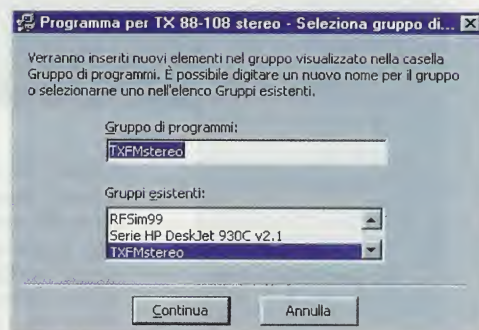 Programma per TX 88-108 stereo - Seleziona gruppo di...
Verranno inseriti nuovi elementi nel gruppo visualizzato nella casella
Gruppo di programmi. È possibile digitare un nuovo nome per il gruppo
o selezionarne uno nell'elenco Gruppi esistenti.
Gruppo di programmi:
TXFMstereo
Gruppi esistenti:
RFSim99
Serie HP DeskJet 930C v2.1
TXFMstereo
Continua
Annulla